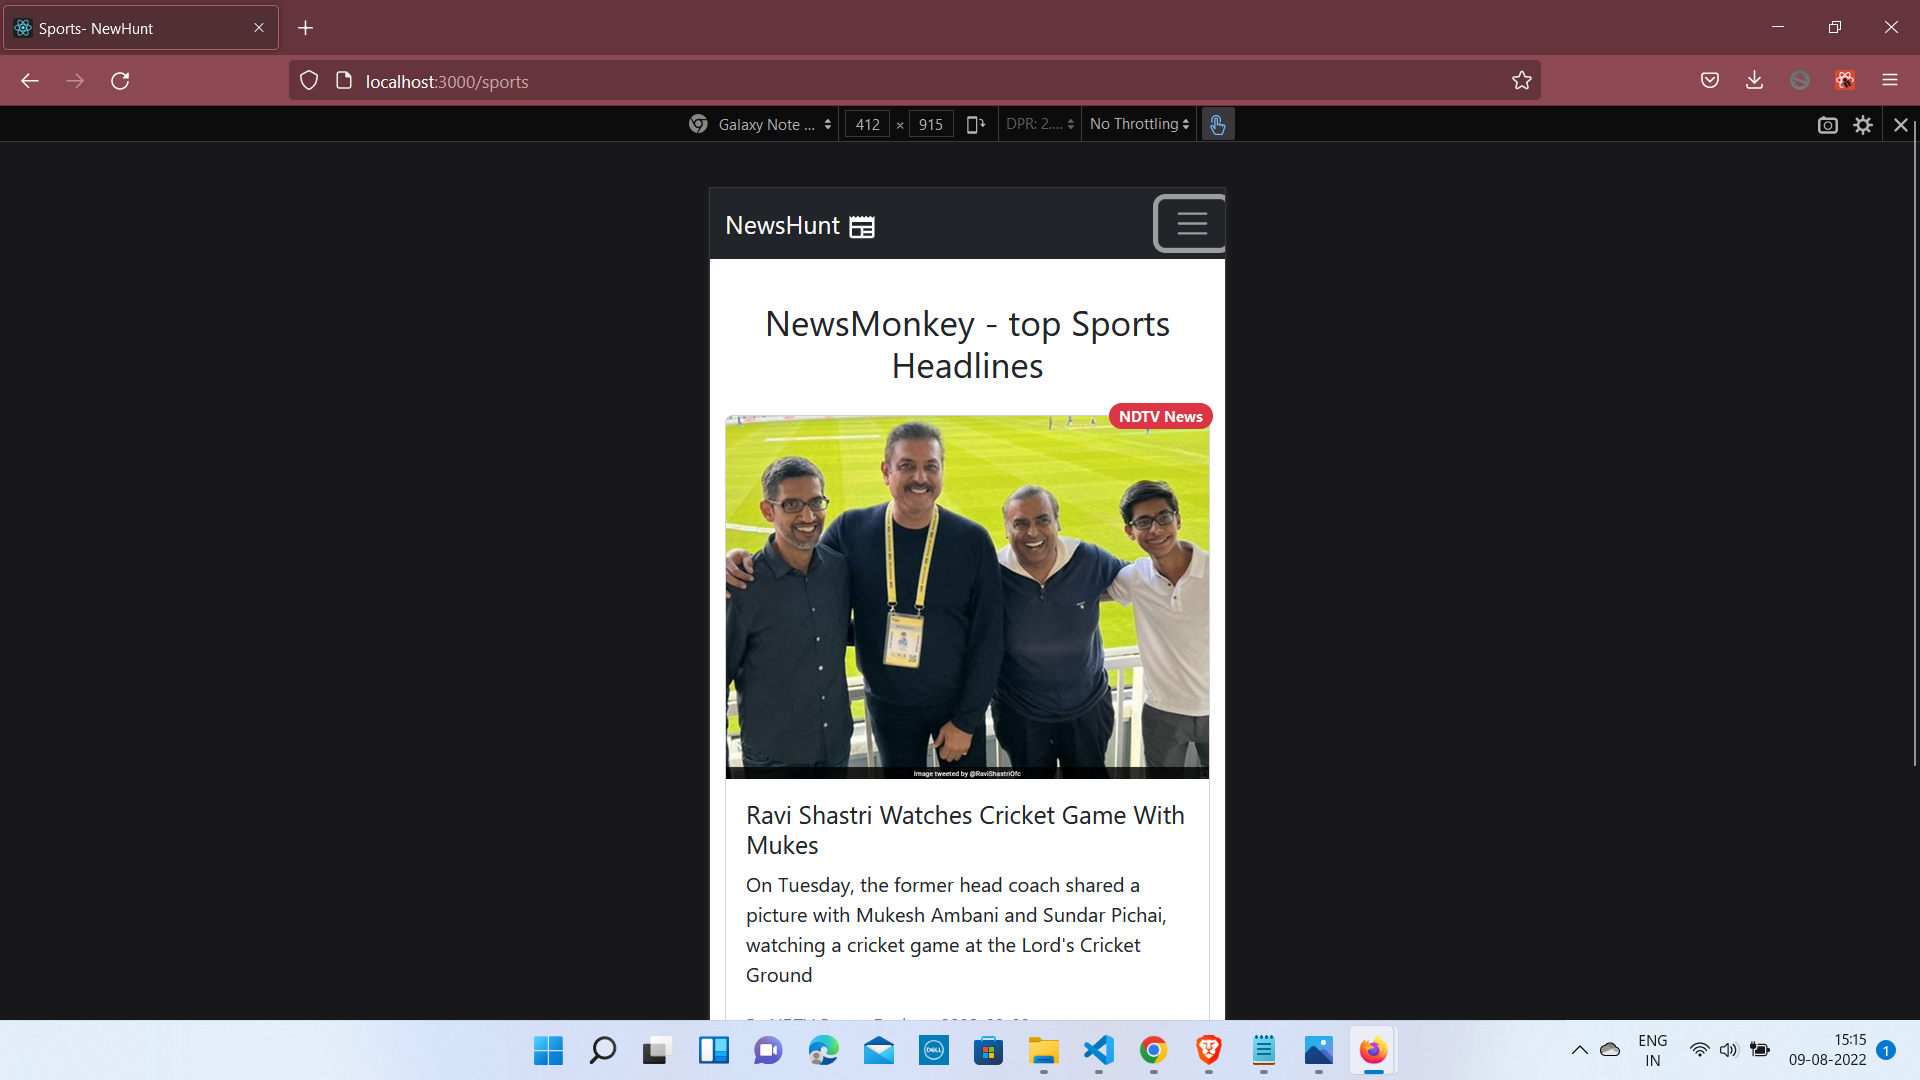 Sports- NewHunt
localhost:3000/sports
Galaxy Note ...
412 × 915
DPR: 2....
No Throttling
NewsHunt
NewsMonkey - top Sports
Headlines
NDTV News
Image tweeted by @RaviShastriOfc
Ravi Shastri Watches Cricket Game With
Mukes
On Tuesday, the former head coach shared a
picture with Mukesh Ambani and Sundar Pichai,
watching a cricket game at the Lord's Cricket
Ground
DELL
ENG
IN
15:15
09-08-2022
1